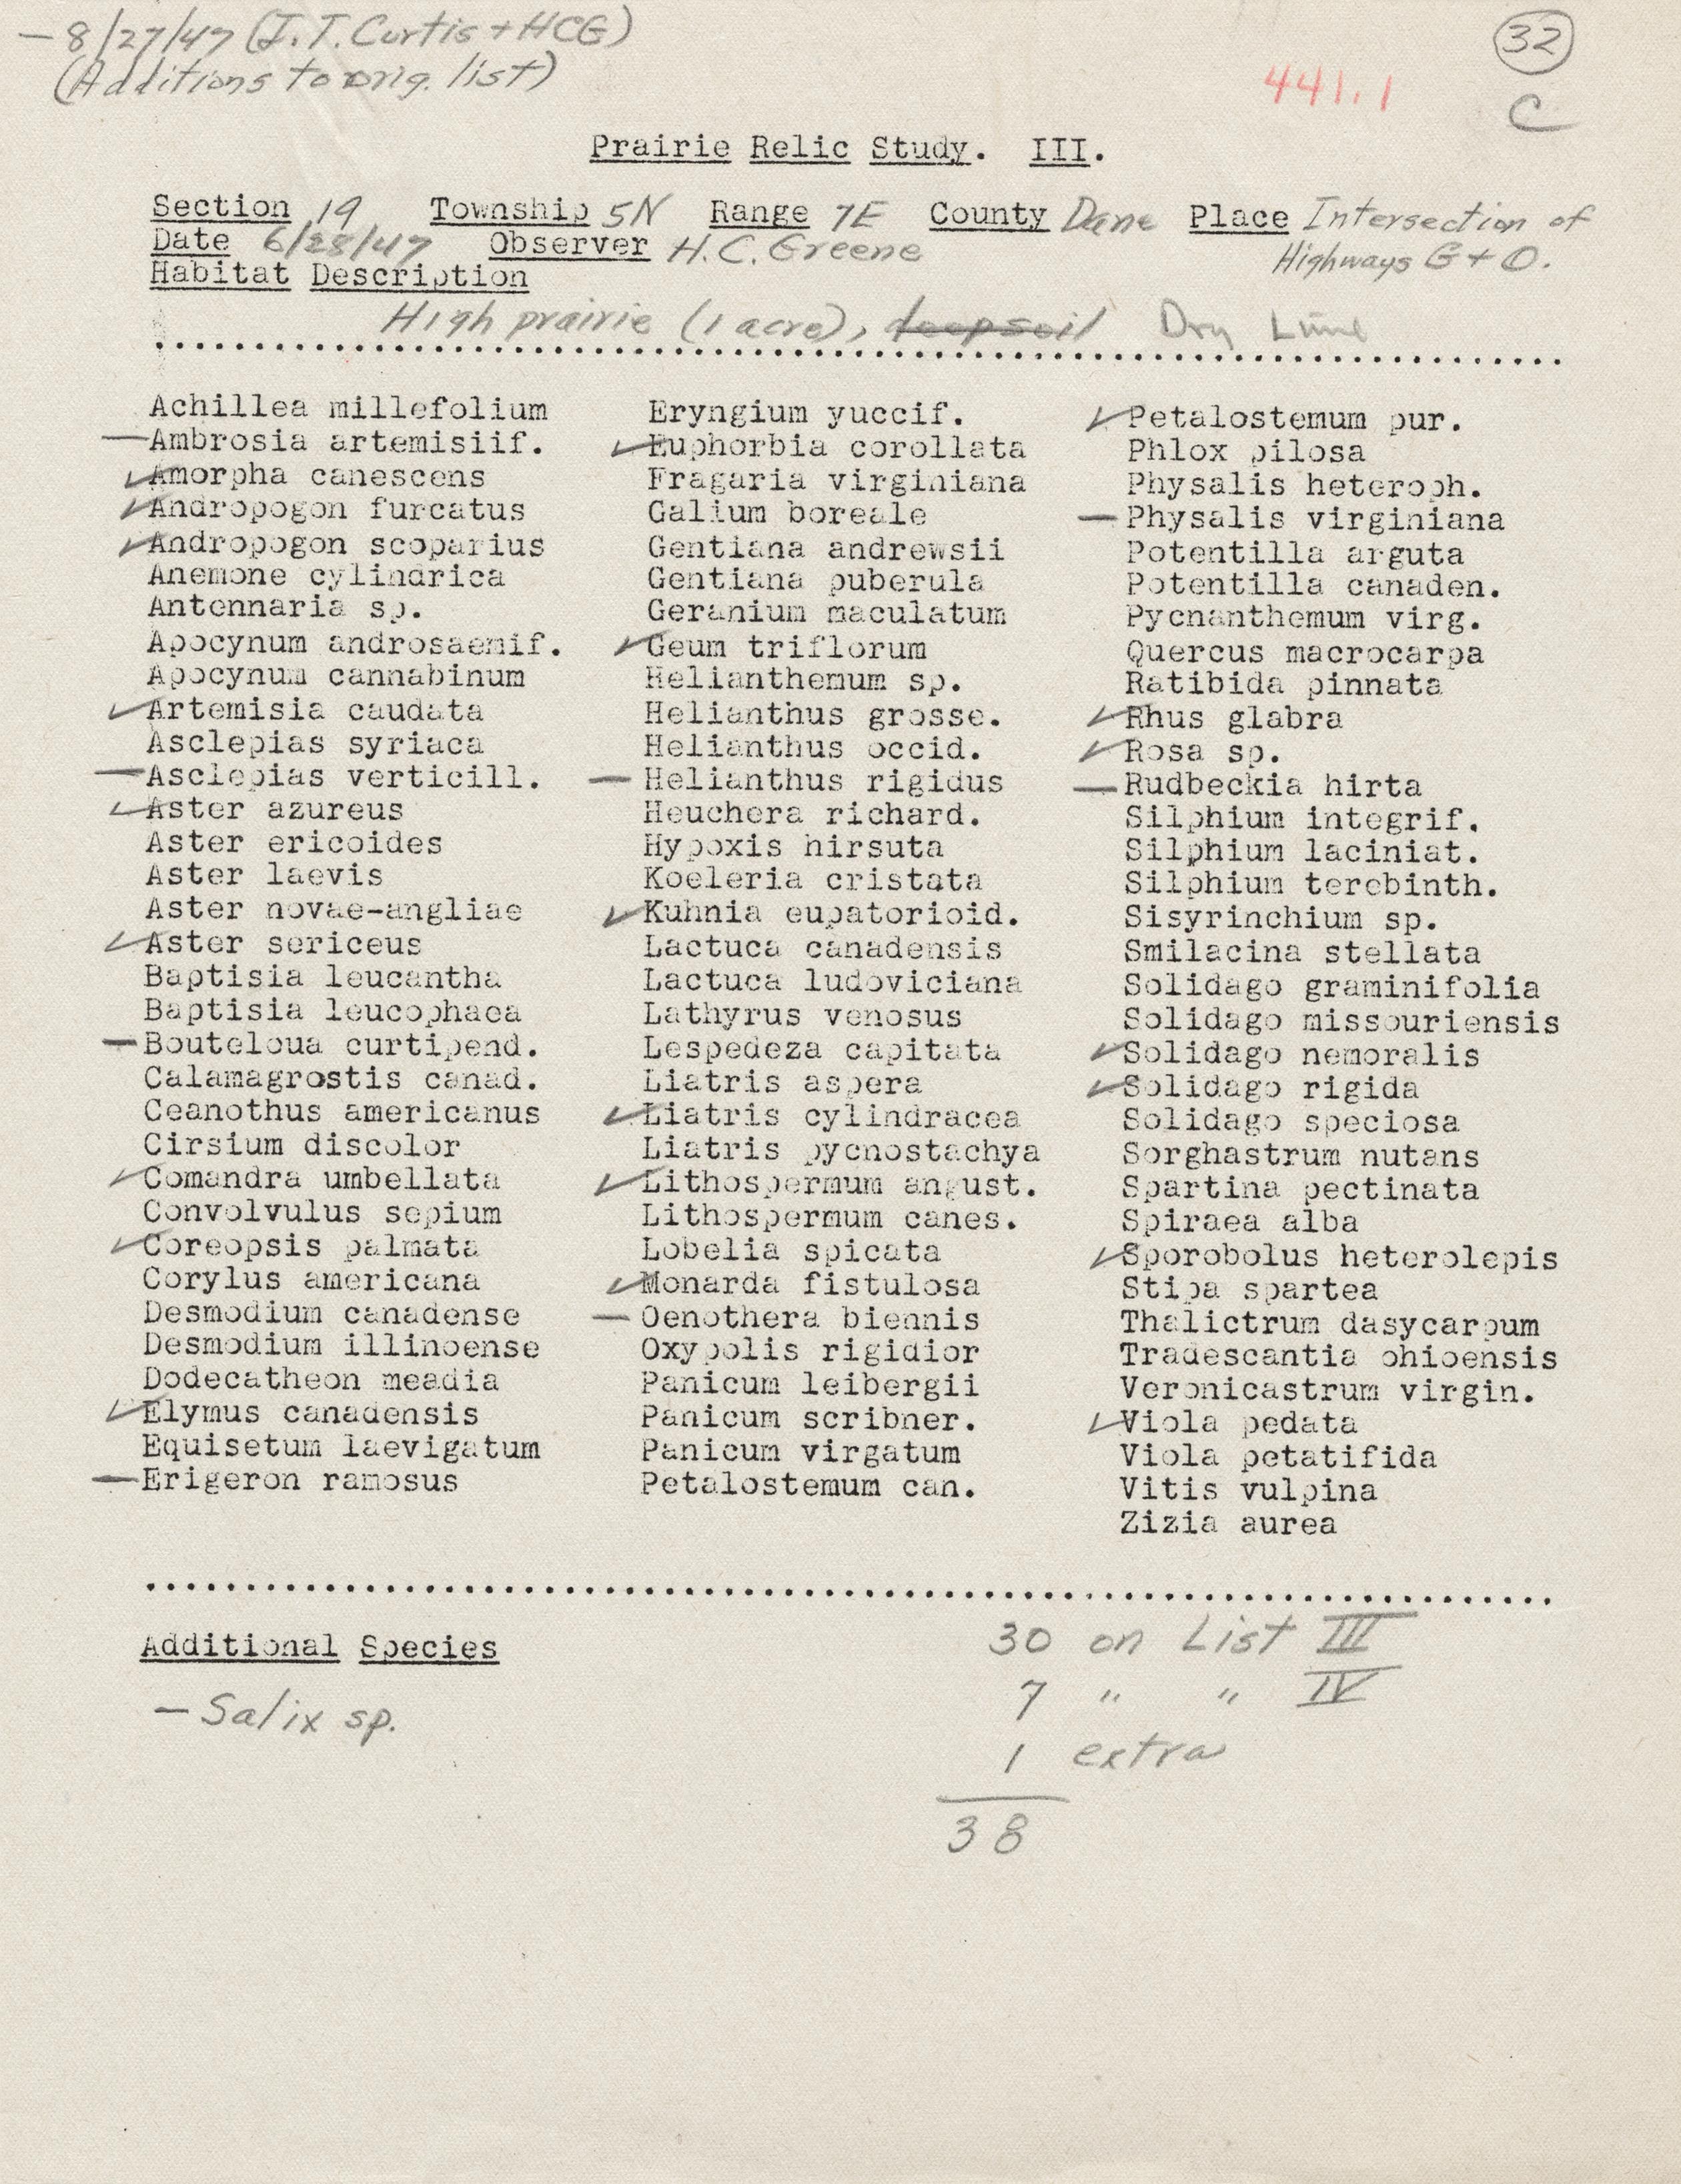 — 8/27/47 (J.T. Curtis + HCG)
(Additions to orig. list)
32
441.1
C
Prairie Relic Study. III.
Section 19 Township 5N Range 7E County Dane Place Intersection of
Date 6/28/47 Observer H.C. Greene Highways G + O.
Habitat Description
High prairie (1 acre), deep soil Dry Lime
Achillea millefolium
— Ambrosia artemisiif.
✓ Amorpha canescens
✓ Andropogon furcatus
✓ Andropogon scoparius
Anemone cylindrica
Antennaria sp.
Apocynum androsaemif.
Apocynum cannabinum
✓ Artemisia caudata
Asclepias syriaca
— Asclepias verticill.
✓ Aster azureus
Aster ericoides
Aster laevis
Aster novae-angliae
✓ Aster sericeus
Baptisia leucantha
Baptisia leucophaea
— Bouteloua curtipend.
Calamagrostis canad.
Ceanothus americanus
Cirsium discolor
✓ Comandra umbellata
Convolvulus sepium
✓ Coreopsis palmata
Corylus americana
Desmodium canadense
Desmodium illinoense
Dodecatheon meadia
✓ Elymus canadensis
Equisetum laevigatum
— Erigeron ramosus
Eryngium yuccif.
✓ Euphorbia corollata
Fragaria virginiana
Galium boreale
Gentiana andrewsii
Gentiana puberula
Geranium maculatum
✓ Geum triflorum
Helianthemum sp.
Helianthus grosse.
Helianthus occid.
— Helianthus rigidus
Heuchera richard.
Hypoxis hirsuta
Koeleria cristata
✓ Kuhnia eupatorioid.
Lactuca canadensis
Lactuca ludoviciana
Lathyrus venosus
Lespedeza capitata
Liatris aspera
✓ Liatris cylindracea
Liatris pycnostachya
✓ Lithospermum angust.
Lithospermum canes.
Lobelia spicata
✓ Monarda fistulosa
— Oenothera biennis
Oxypolis rigidior
Panicum leibergii
Panicum scribner.
Panicum virgatum
Petalostemum can.
✓ Petalostemum pur.
Phlox pilosa
Physalis heteroph.
— Physalis virginiana
Potentilla arguta
Potentilla canaden.
Pycnanthemum virg.
Quercus macrocarpa
Ratibida pinnata
✓ Rhus glabra
✓ Rosa sp.
— Rudbeckia hirta
Silphium integrif.
Silphium laciniat.
Silphium terebinth.
Sisyrinchium sp.
Smilacina stellata
Solidago graminifolia
Solidago missouriensis
✓ Solidago nemoralis
✓ Solidago rigida
Solidago speciosa
Sorghastrum nutans
Spartina pectinata
Spiraea alba
✓ Sporobolus heterolepis
Stipa spartea
Thalictrum dasycarpum
Tradescantia ohioensis
Veronicastrum virgin.
✓ Viola pedata
Viola petatifida
Vitis vulpina
Zizia aurea
Additional Species
— Salix sp.
30 on List III
7 " " IV
1 extra
38